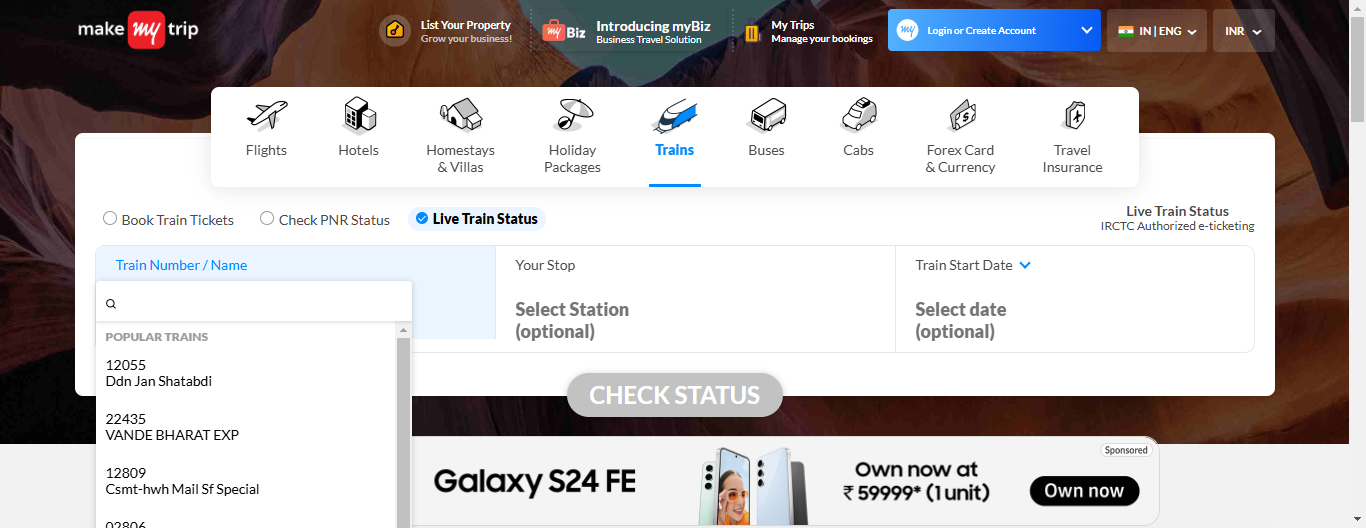 make my trip
List Your Property
Grow your business!
my Biz
Introducing myBiz
Business Travel Solution
My Trips
Manage your bookings
my
Login or Create Account
IN | ENG
INR
Flights
Hotels
Homestays
& Villas
Holiday
Packages
Trains
Buses
Cabs
Forex Card
& Currency
Travel
Insurance
Book Train Tickets
Check PNR Status
Live Train Status
Live Train Status
IRCTC Authorized e-ticketing
Train Number / Name
Your Stop
Select Station
(optional)
Train Start Date
Select date
(optional)
POPULAR TRAINS
12055
Ddn Jan Shatabdi
22435
VANDE BHARAT EXP
12809
Csmt-hwh Mail Sf Special
02806
CHECK STATUS
Sponsored
Galaxy S24 FE
Own now at
₹ 59999* (1 unit)
Own now